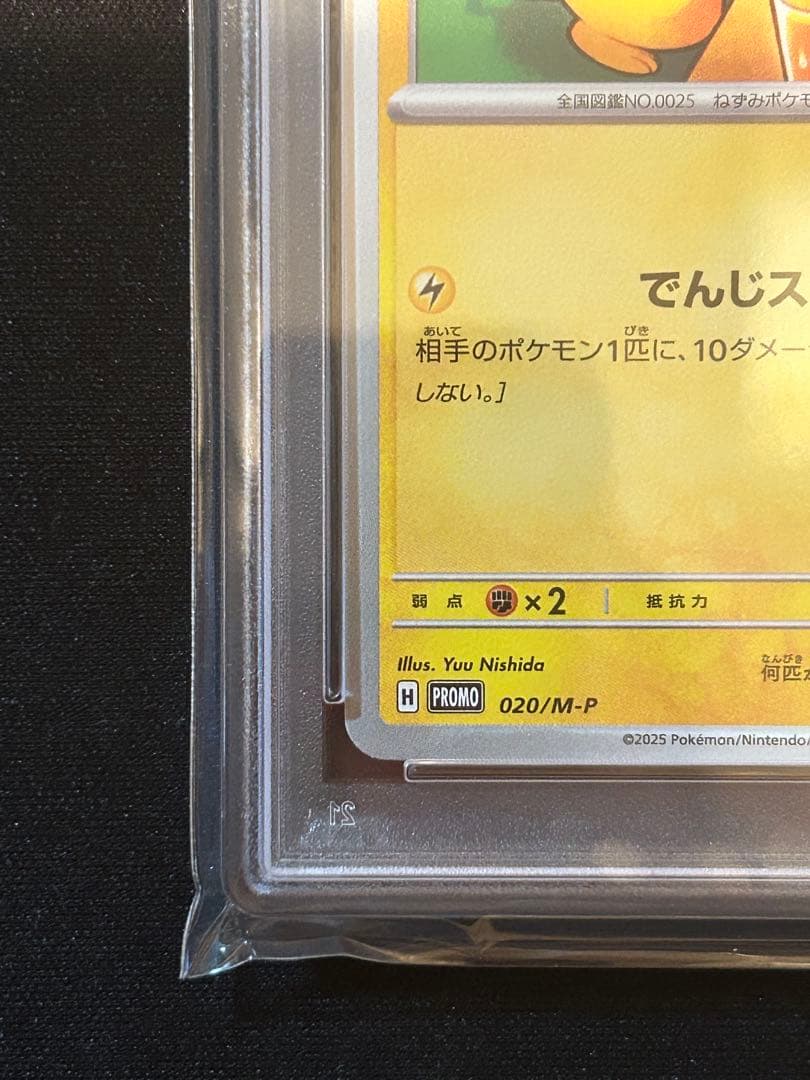 全国図鑑NO.0025 ねずみポケモ
でんじス
あいて びき
相手のポケモン1匹に、10ダメー
しない。]
弱点 ×2 抵抗力
Illus. Yuu Nishida
なんびき
何匹
H PROMO 020/M-P
©2025 Pokémon/Nintendo/
21